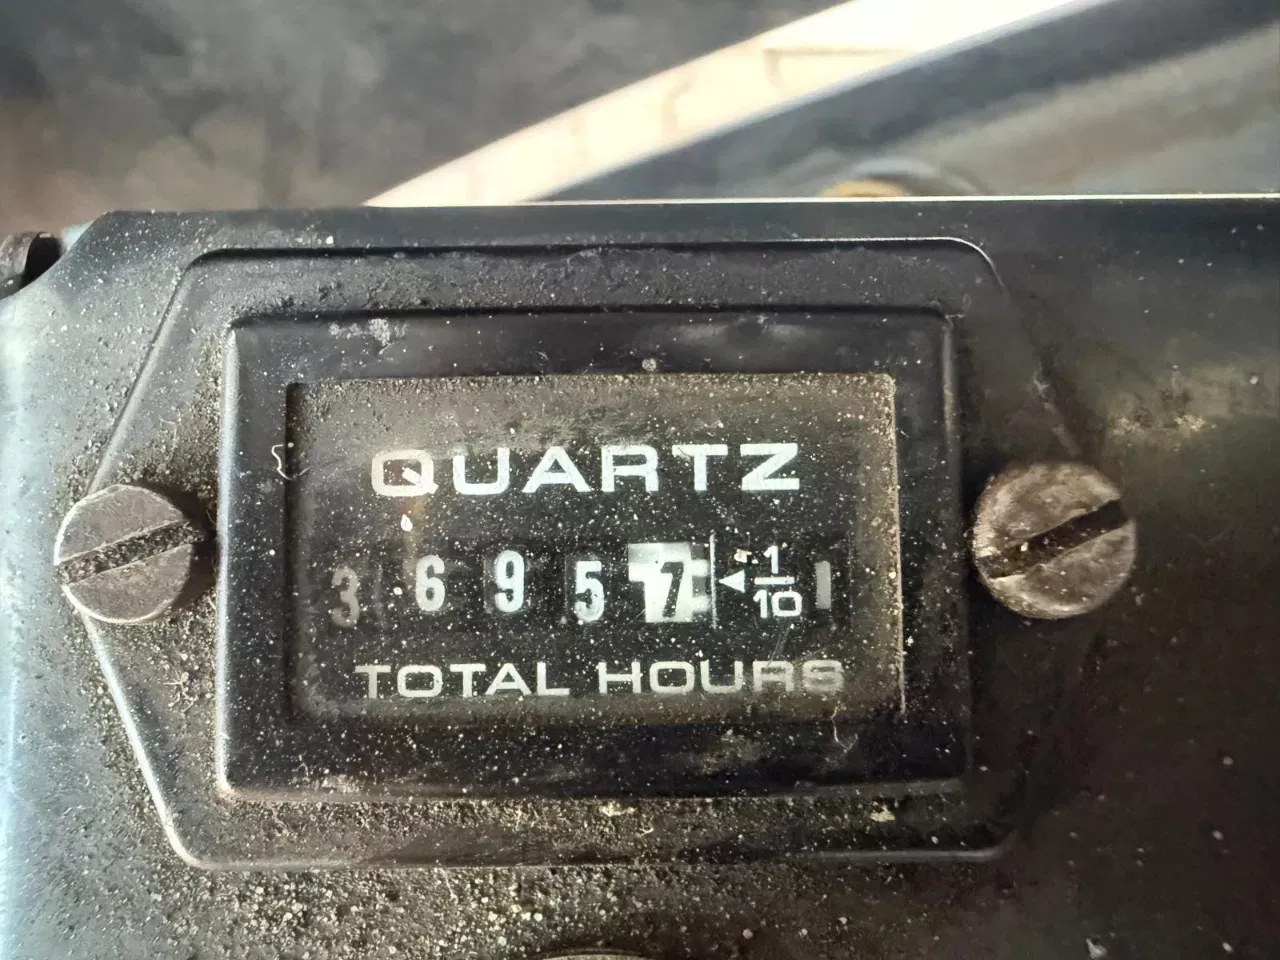 QUARTZ
3 6 9 5 7 ◄ 1/10
TOTAL HOURS